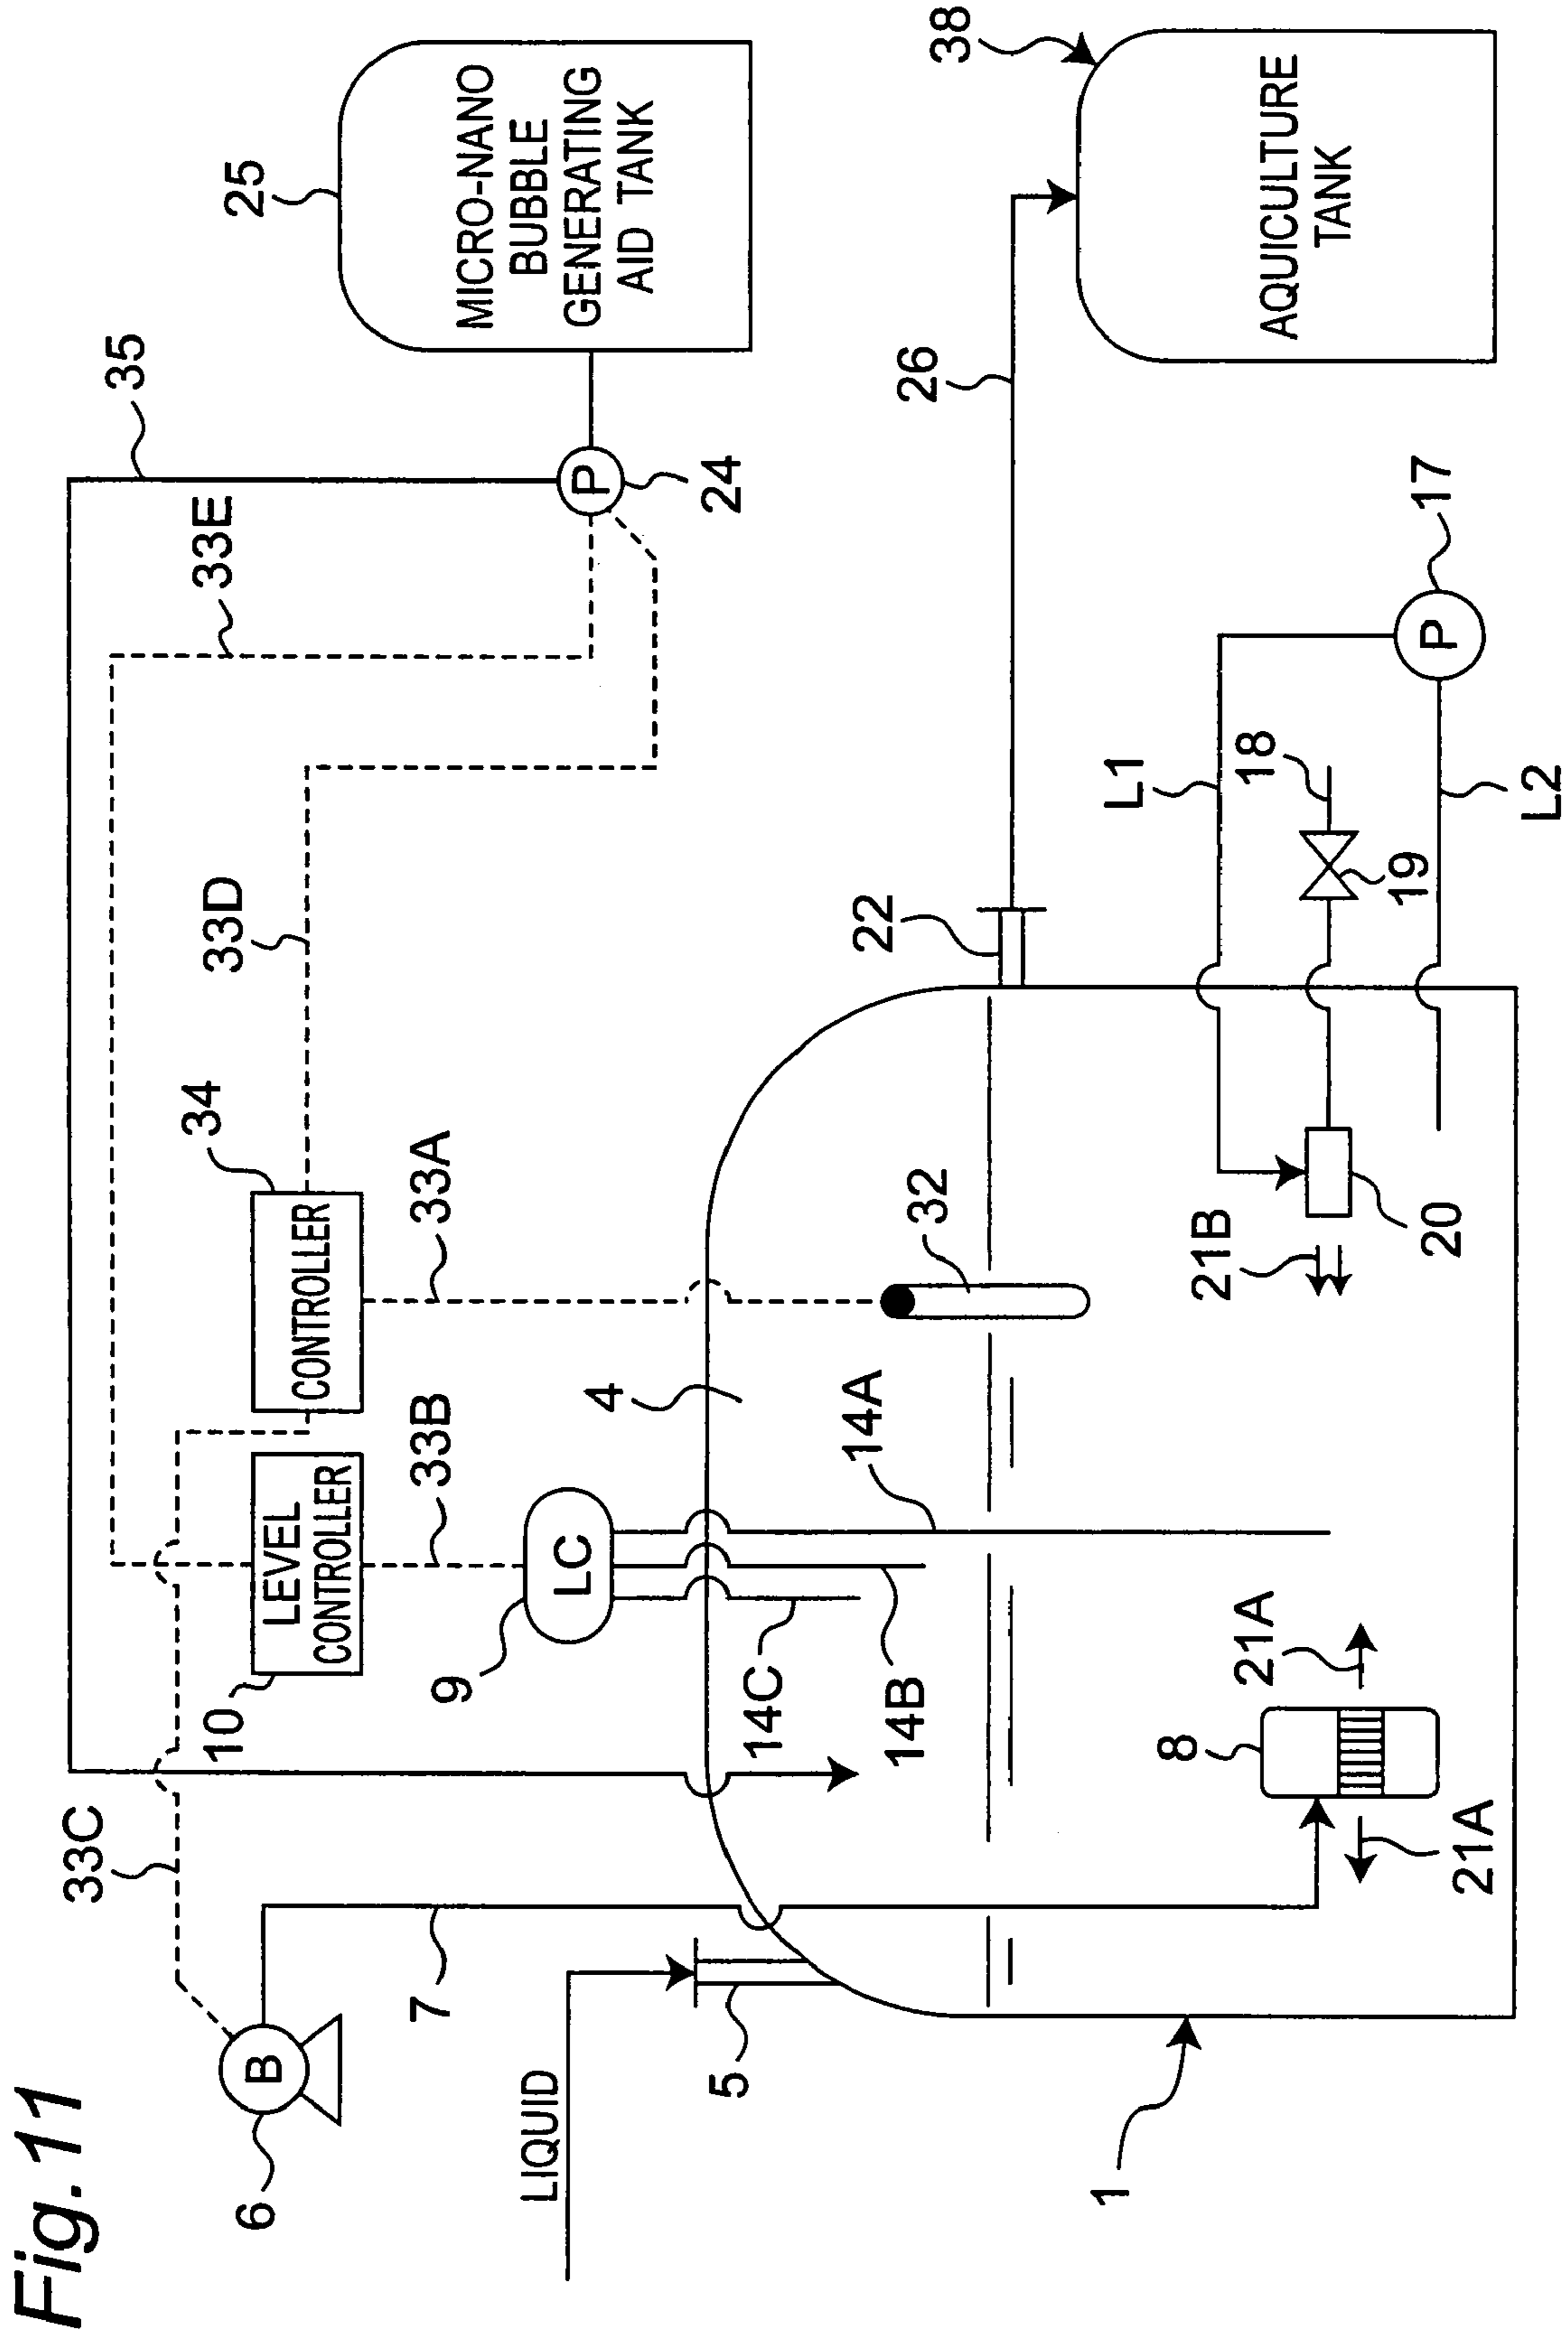 Fig. 11
35
33E
33D
34
33C
10
6
25
MICRO-NANO
BUBBLE
GENERATING
AID TANK
P
24
CONTROLLER
LEVEL
CONTROLLER
B
33A
33B
7
9
LC
LIQUID
5
4
14C
14B
14A
32
22
26
38
AQUICULTURE
TANK
1
8
21A
21A
21B
20
L1
18
19
17
P
L2